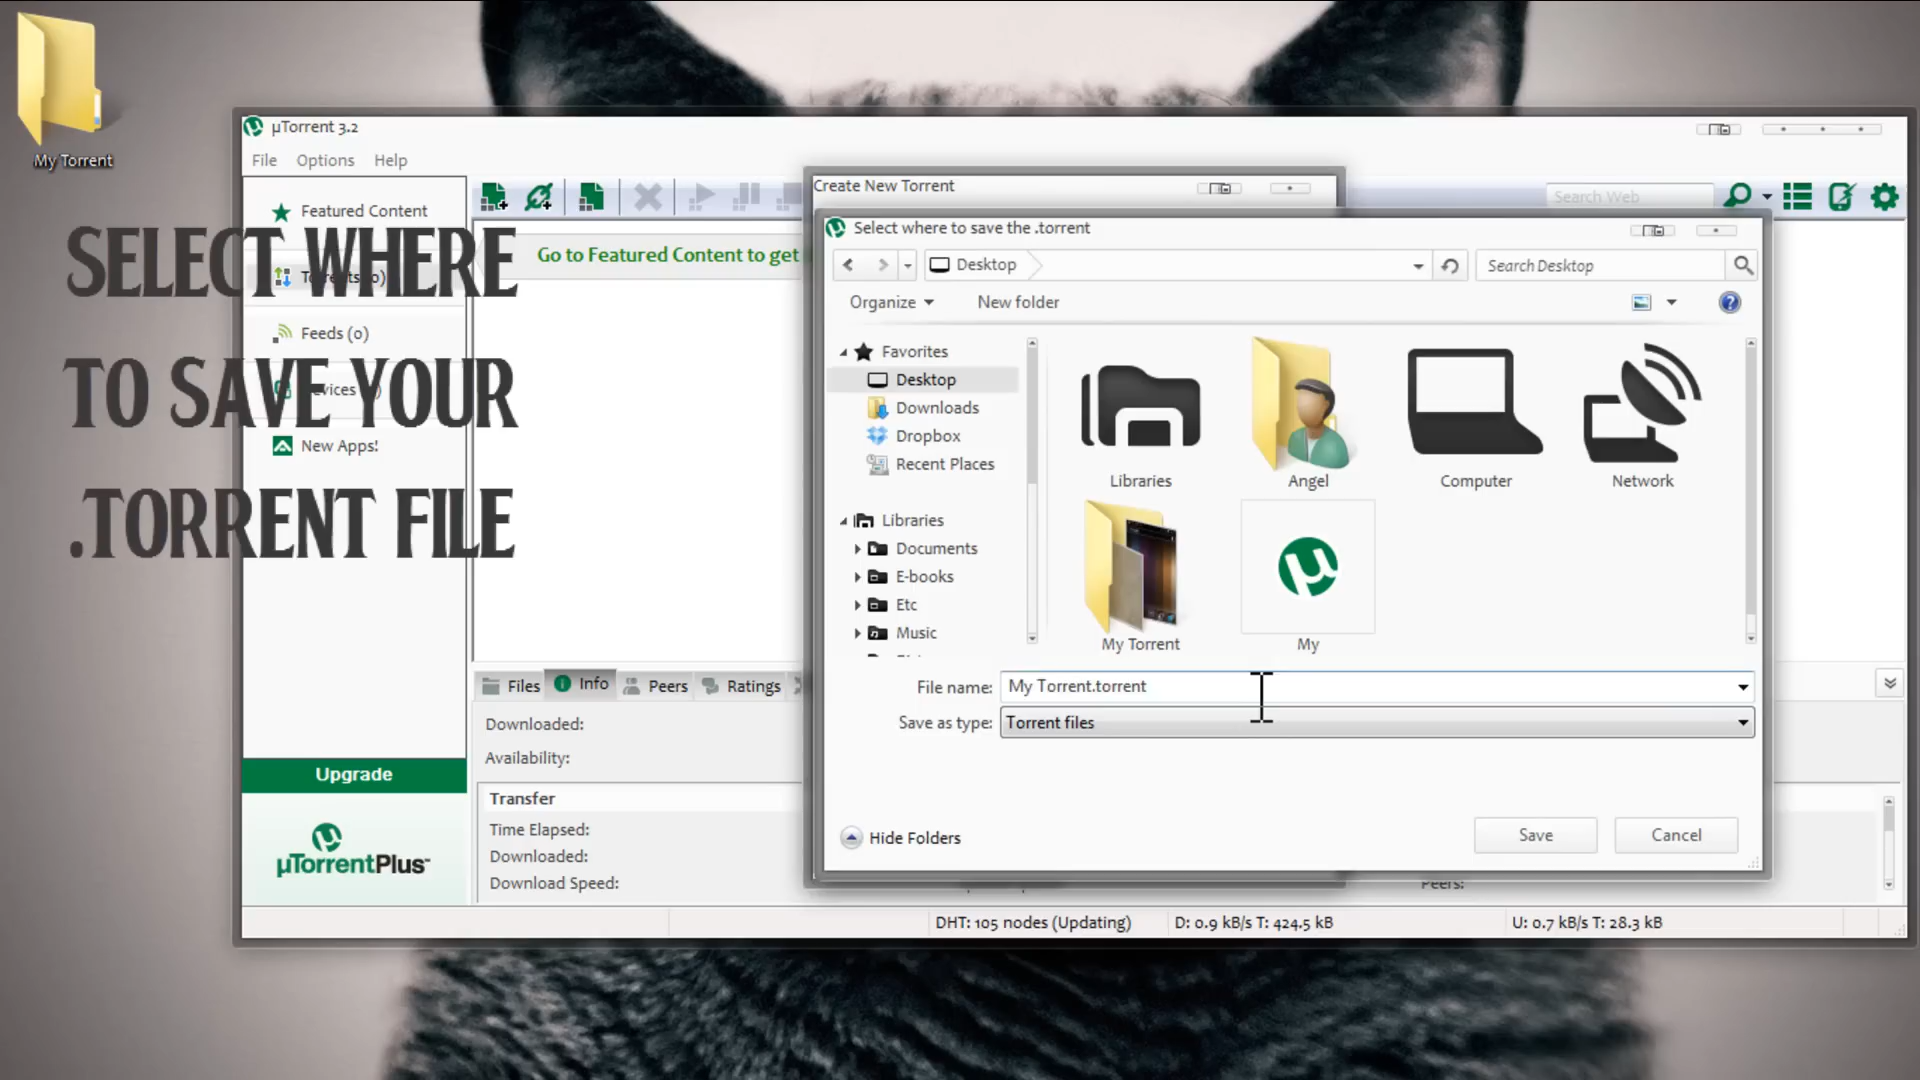 My Torrent
µTorrent 3.2
File Options Help
Featured Content
Feeds (0)
New Apps!
SELECT WHERE
TO SAVE YOUR
.TORRENT FILE
Upgrade
µTorrentPlus™
Search Web
Go to Featured Content to get
Files Info Peers Ratings
Downloaded:
Availability:
Transfer
Time Elapsed:
Downloaded:
Download Speed:
Peers:
DHT: 105 nodes (Updating) D: 0.9 kB/s T: 424.5 kB U: 0.7 kB/s T: 28.3 kB
Create New Torrent
Select where to save the .torrent
Desktop
Search Desktop
Organize New folder
Favorites
Desktop
Downloads
Dropbox
Recent Places
Libraries
Documents
E-books
Etc
Music
Libraries Angel Computer Network
My Torrent My
File name: My Torrent.torrent
Save as type: Torrent files
Hide Folders Save Cancel